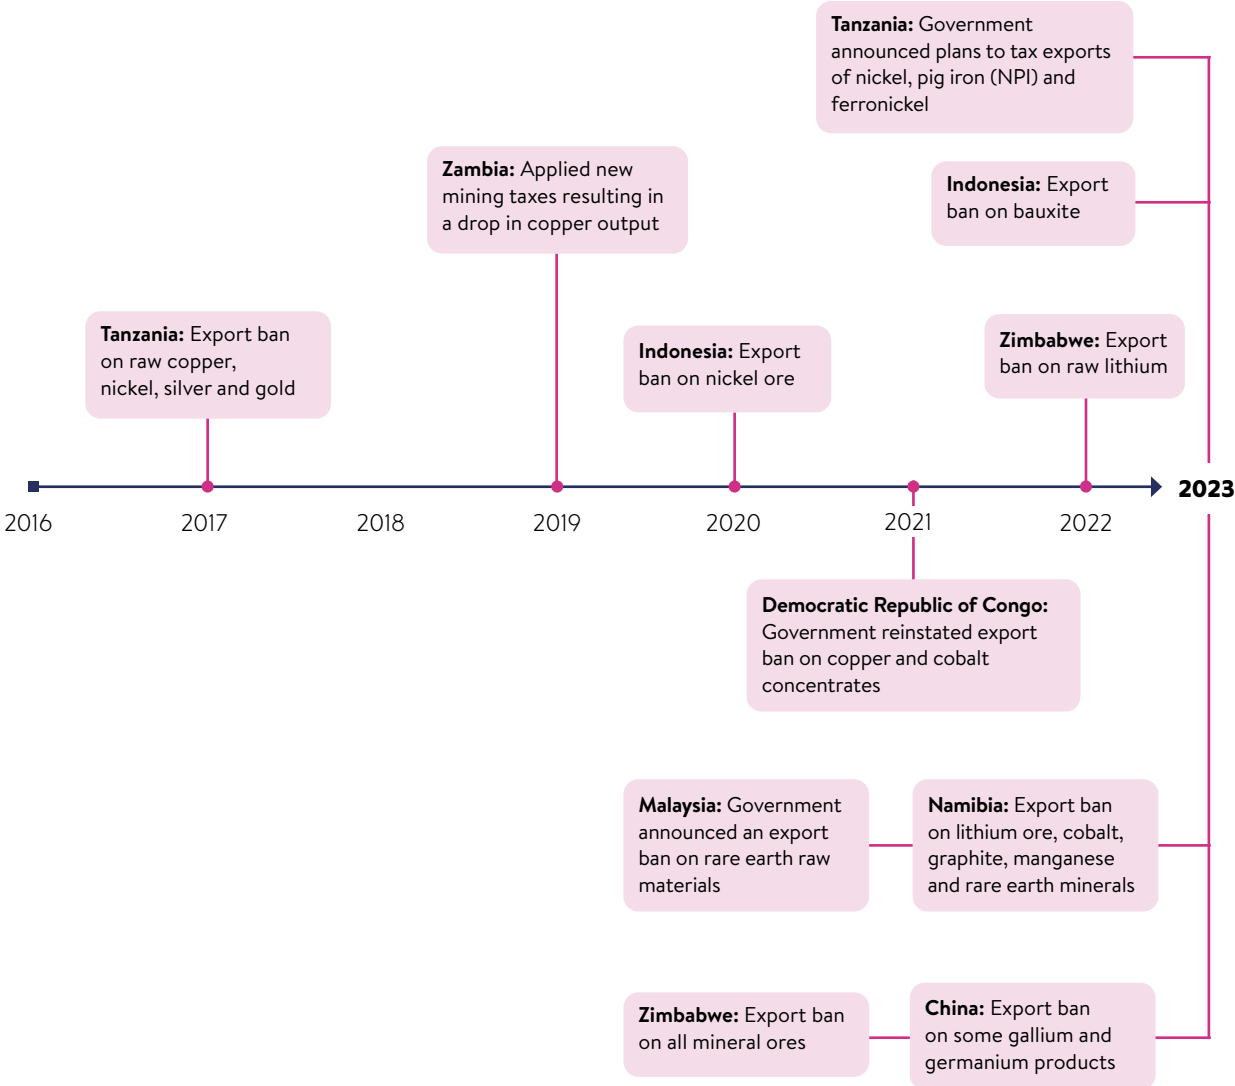 Tanzania: Government
announced plans to tax exports
of nickel, pig iron (NPI) and
ferronickel
Zambia: Applied new
mining taxes resulting in
a drop in copper output
Indonesia: Export
ban on bauxite
Tanzania: Export ban
on raw copper,
nickel, silver and gold
Indonesia: Export
ban on nickel ore
Zimbabwe: Export
ban on raw lithium
2023
2016
2017
2018
2019
2020
2021
2022
Democratic Republic of Congo:
Government reinstated export
ban on copper and cobalt
concentrates
Malaysia: Government
announced an export
ban on rare earth raw
materials
Namibia: Export ban
on lithium ore, cobalt,
graphite, manganese
and rare earth minerals
Zimbabwe: Export ban
on all mineral ores
China: Export ban
on some gallium and
germanium products